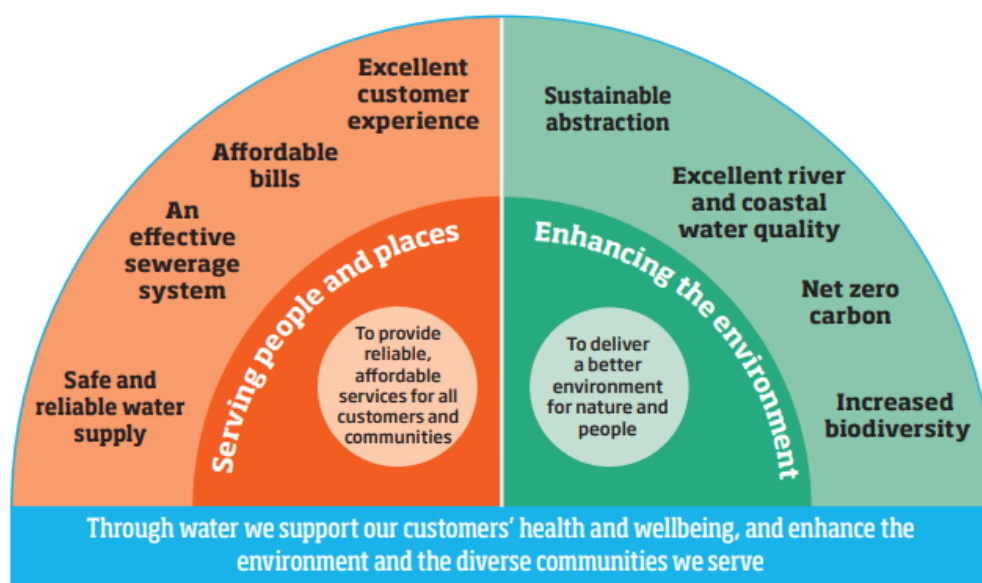 Excellent
customer
experience
Affordable
bills
An
effective
sewerage
system
Safe and
reliable water
supply
Serving people and places
To provide
reliable,
affordable
services for all
customers and
communities
Sustainable
abstraction
Excellent river
and coastal
water quality
Net zero
carbon
Increased
biodiversity
Enhancing the environment
To deliver
a better
environment
for nature and
people
Through water we support our customers’ health and wellbeing, and enhance the
environment and the diverse communities we serve